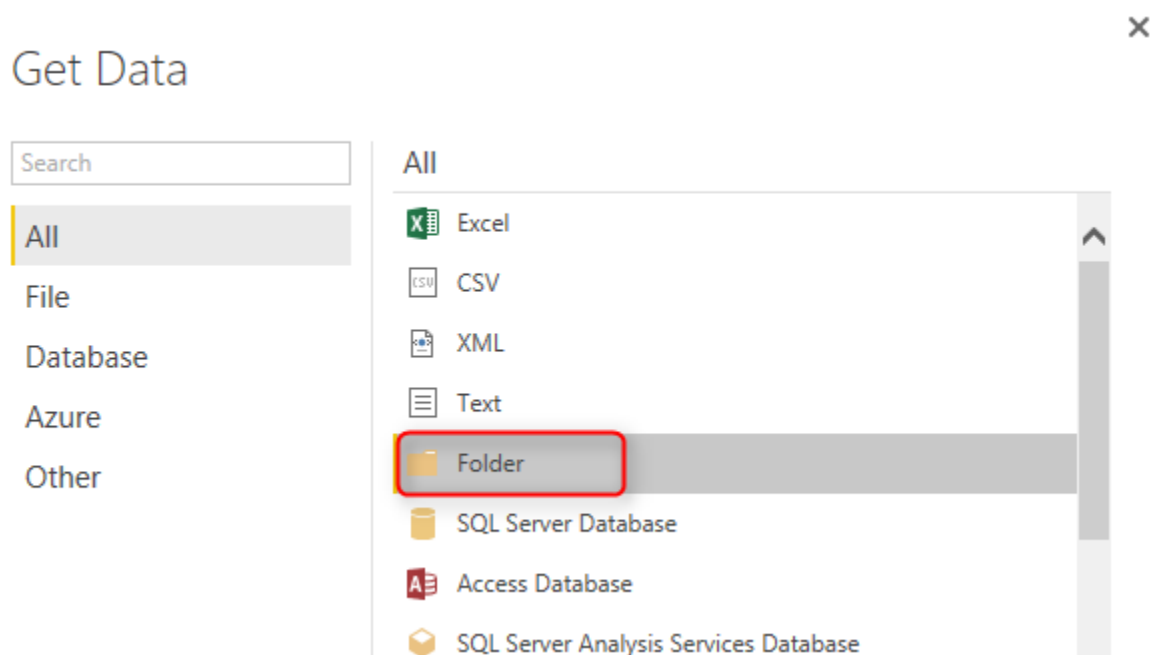 Get Data
Search
All
File
Database
Azure
Other
All
Excel
CSV
XML
Text
Folder
SQL Server Database
Access Database
SQL Server Analysis Services Database